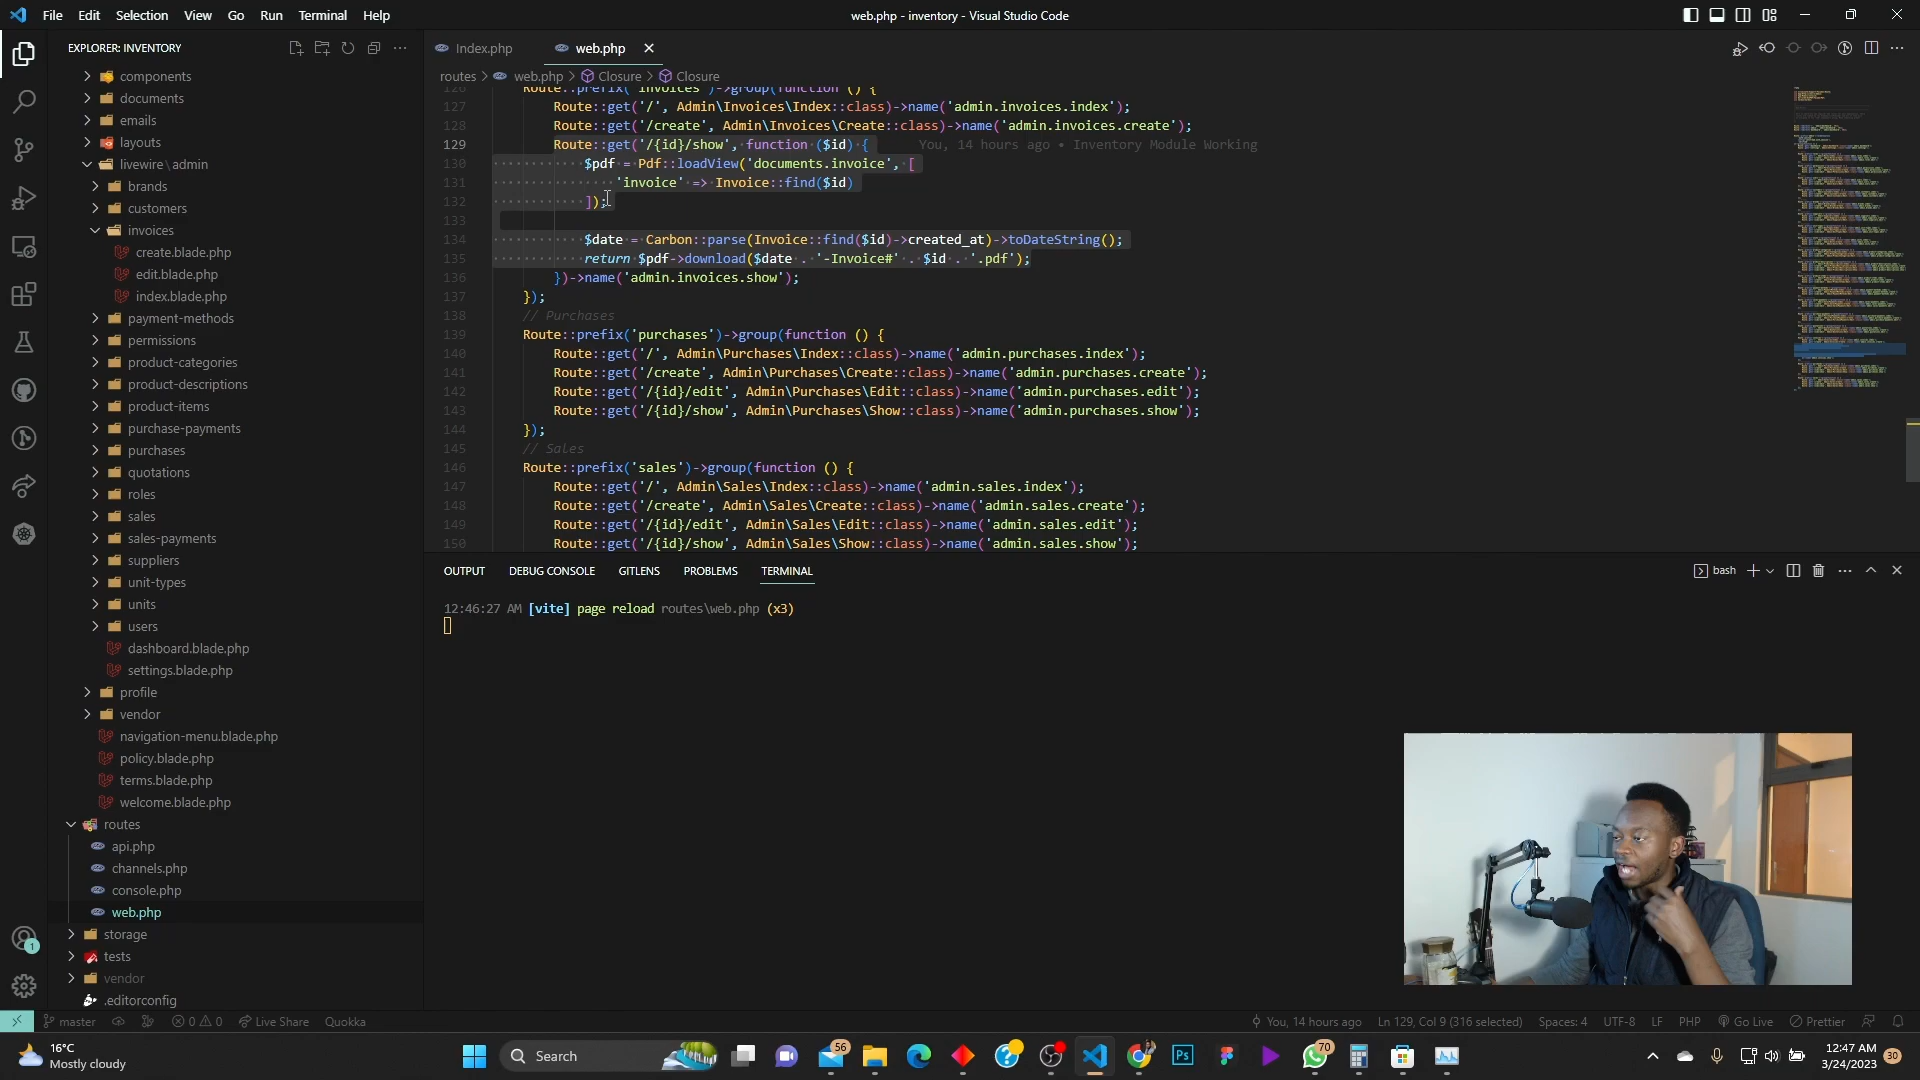 File Edit Selection View Go Run Terminal Help
web.php - inventory - Visual Studio Code
EXPLORER: INVENTORY
components
documents
emails
layouts
livewire \ admin
brands
customers
invoices
create.blade.php
edit.blade.php
index.blade.php
payment-methods
permissions
product-categories
product-descriptions
product-items
purchase-payments
purchases
quotations
roles
sales
sales-payments
suppliers
unit-types
units
users
dashboard.blade.php
settings.blade.php
profile
vendor
navigation-menu.blade.php
policy.blade.php
terms.blade.php
welcome.blade.php
routes
api.php
channels.php
console.php
web.php
storage
tests
vendor
.editorconfig
Index.php web.php
routes > web.php > Closure > Closure
126 Route::prefix('invoices')->group(function () {
127 Route::get('/', Admin\Invoices\Index::class)->name('admin.invoices.index');
128 Route::get('/create', Admin\Invoices\Create::class)->name('admin.invoices.create');
129 Route::get('/{id}/show', function ($id) { You, 14 hours ago • Inventory Module Working
130 $pdf = Pdf::loadView('documents.invoice', [
131 'invoice' => Invoice::find($id)
132 ]);
133
134 $date = Carbon::parse(Invoice::find($id)->created_at)->toDateString();
135 return $pdf->download($date . '-Invoice#' . $id . '.pdf');
136 })->name('admin.invoices.show');
137 });
138 // Purchases
139 Route::prefix('purchases')->group(function () {
140 Route::get('/', Admin\Purchases\Index::class)->name('admin.purchases.index');
141 Route::get('/create', Admin\Purchases\Create::class)->name('admin.purchases.create');
142 Route::get('/{id}/edit', Admin\Purchases\Edit::class)->name('admin.purchases.edit');
143 Route::get('/{id}/show', Admin\Purchases\Show::class)->name('admin.purchases.show');
144 });
145 // Sales
146 Route::prefix('sales')->group(function () {
147 Route::get('/', Admin\Sales\Index::class)->name('admin.sales.index');
148 Route::get('/create', Admin\Sales\Create::class)->name('admin.sales.create');
149 Route::get('/{id}/edit', Admin\Sales\Edit::class)->name('admin.sales.edit');
150 Route::get('/{id}/show', Admin\Sales\Show::class)->name('admin.sales.show');
OUTPUT DEBUG CONSOLE GITLENS PROBLEMS TERMINAL
bash
12:46:27 AM [vite] page reload routes\web.php (x3)
1
master 0 0 Live Share Quokka
You, 14 hours ago Ln 129, Col 9 (316 selected) Spaces: 4 UTF-8 LF PHP Go Live Prettier
16°C
Mostly cloudy
Search
56
Ps
70
12:47 AM
3/24/2023
30